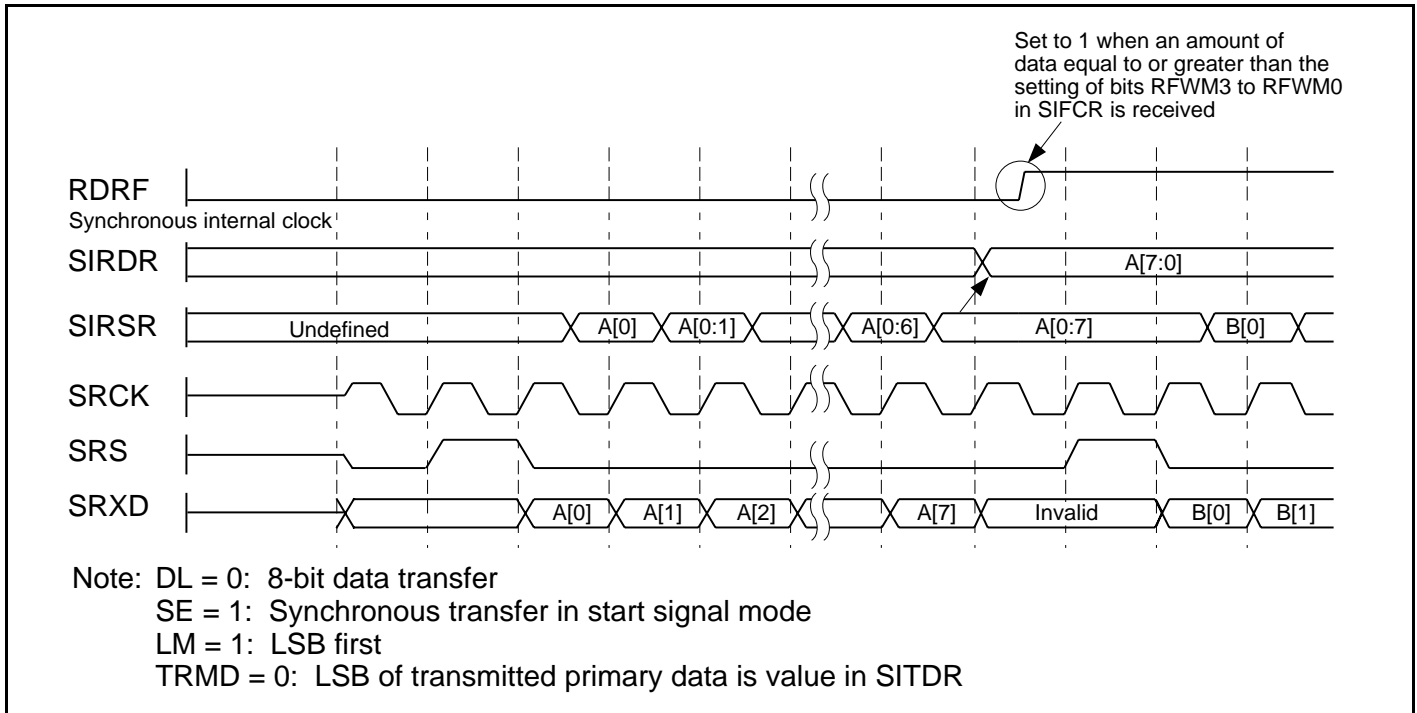 Set to 1 when an amount of
data equal to or greater than the
setting of bits RFWM3 to RFWM0
in SIFCR is received
RDRF
Synchronous internal clock
SIRDR
A[7:0]
SIRSR
Undefined
A[0]
A[0:1]
A[0:6]
A[0:7]
B[0]
SRCK
SRS
SRXD
A[0]
A[1]
A[2]
A[7]
Invalid
B[0]
B[1]
Note: DL = 0: 8-bit data transfer
SE = 1: Synchronous transfer in start signal mode
LM = 1: LSB first
TRMD = 0: LSB of transmitted primary data is value in SITDR